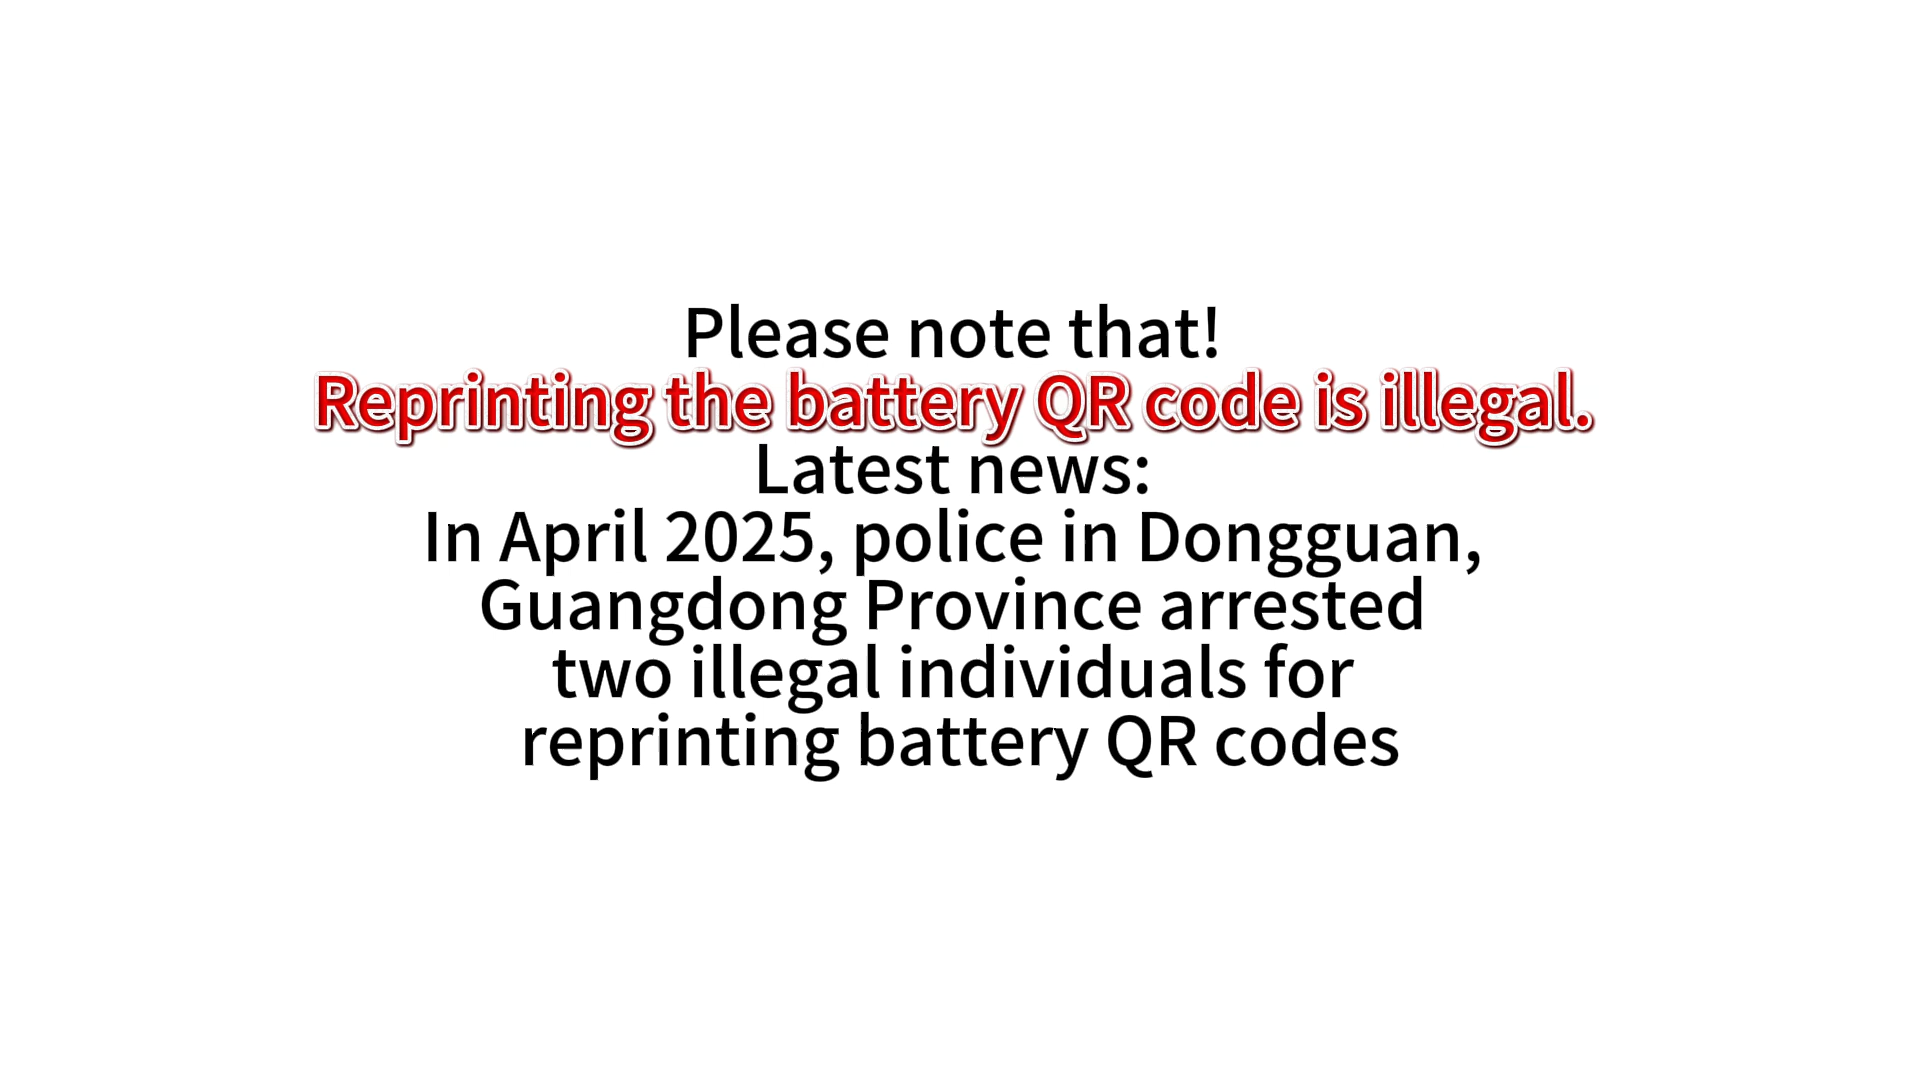 Please note that!
Reprinting the battery QR code is illegal.
Latest news:
In April 2025, police in Dongguan,
Guangdong Province arrested
two illegal individuals for
reprinting battery QR codes